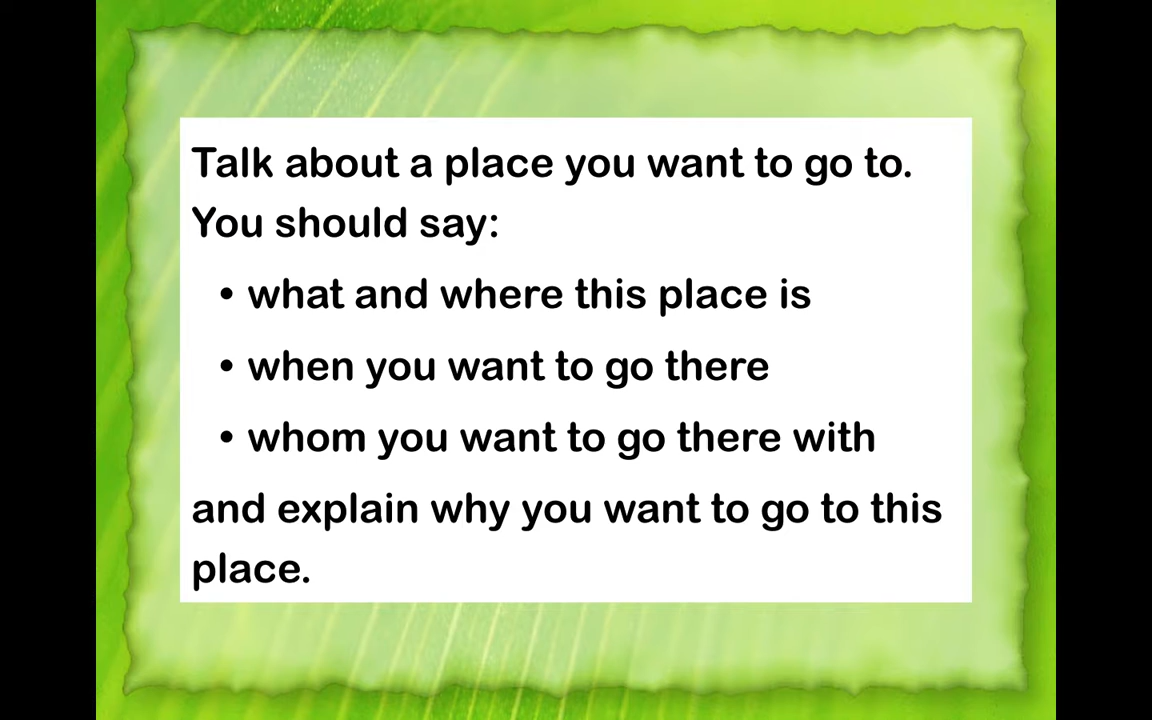 Talk about a place you want to go to.
You should say:
• what and where this place is
• when you want to go there
• whom you want to go there with
and explain why you want to go to this
place.